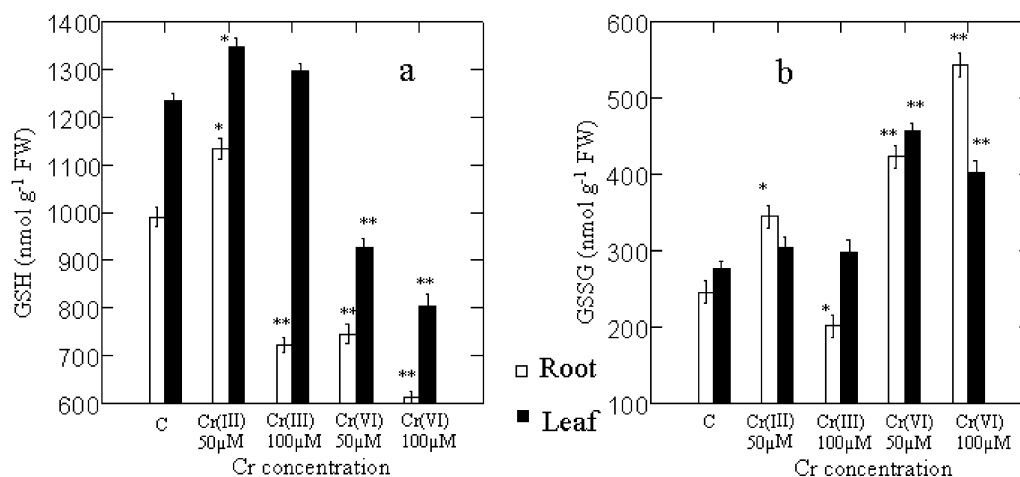 1400
1300
1200
1100
1000
900
800
700
600
GSH (nmol g⁻¹ FW)
a
*
*
**
**
**
**
**
C
Cr(III) 50µM
Cr(III) 100µM
Cr(VI) 50µM
Cr(VI) 100µM
Cr concentration
Root
Leaf
600
500
400
300
200
100
GSSG (nmol g⁻¹ FW)
b
*
*
**
**
**
**
C
Cr(III) 50µM
Cr(III) 100µM
Cr(VI) 50µM
Cr(VI) 100µM
Cr concentration